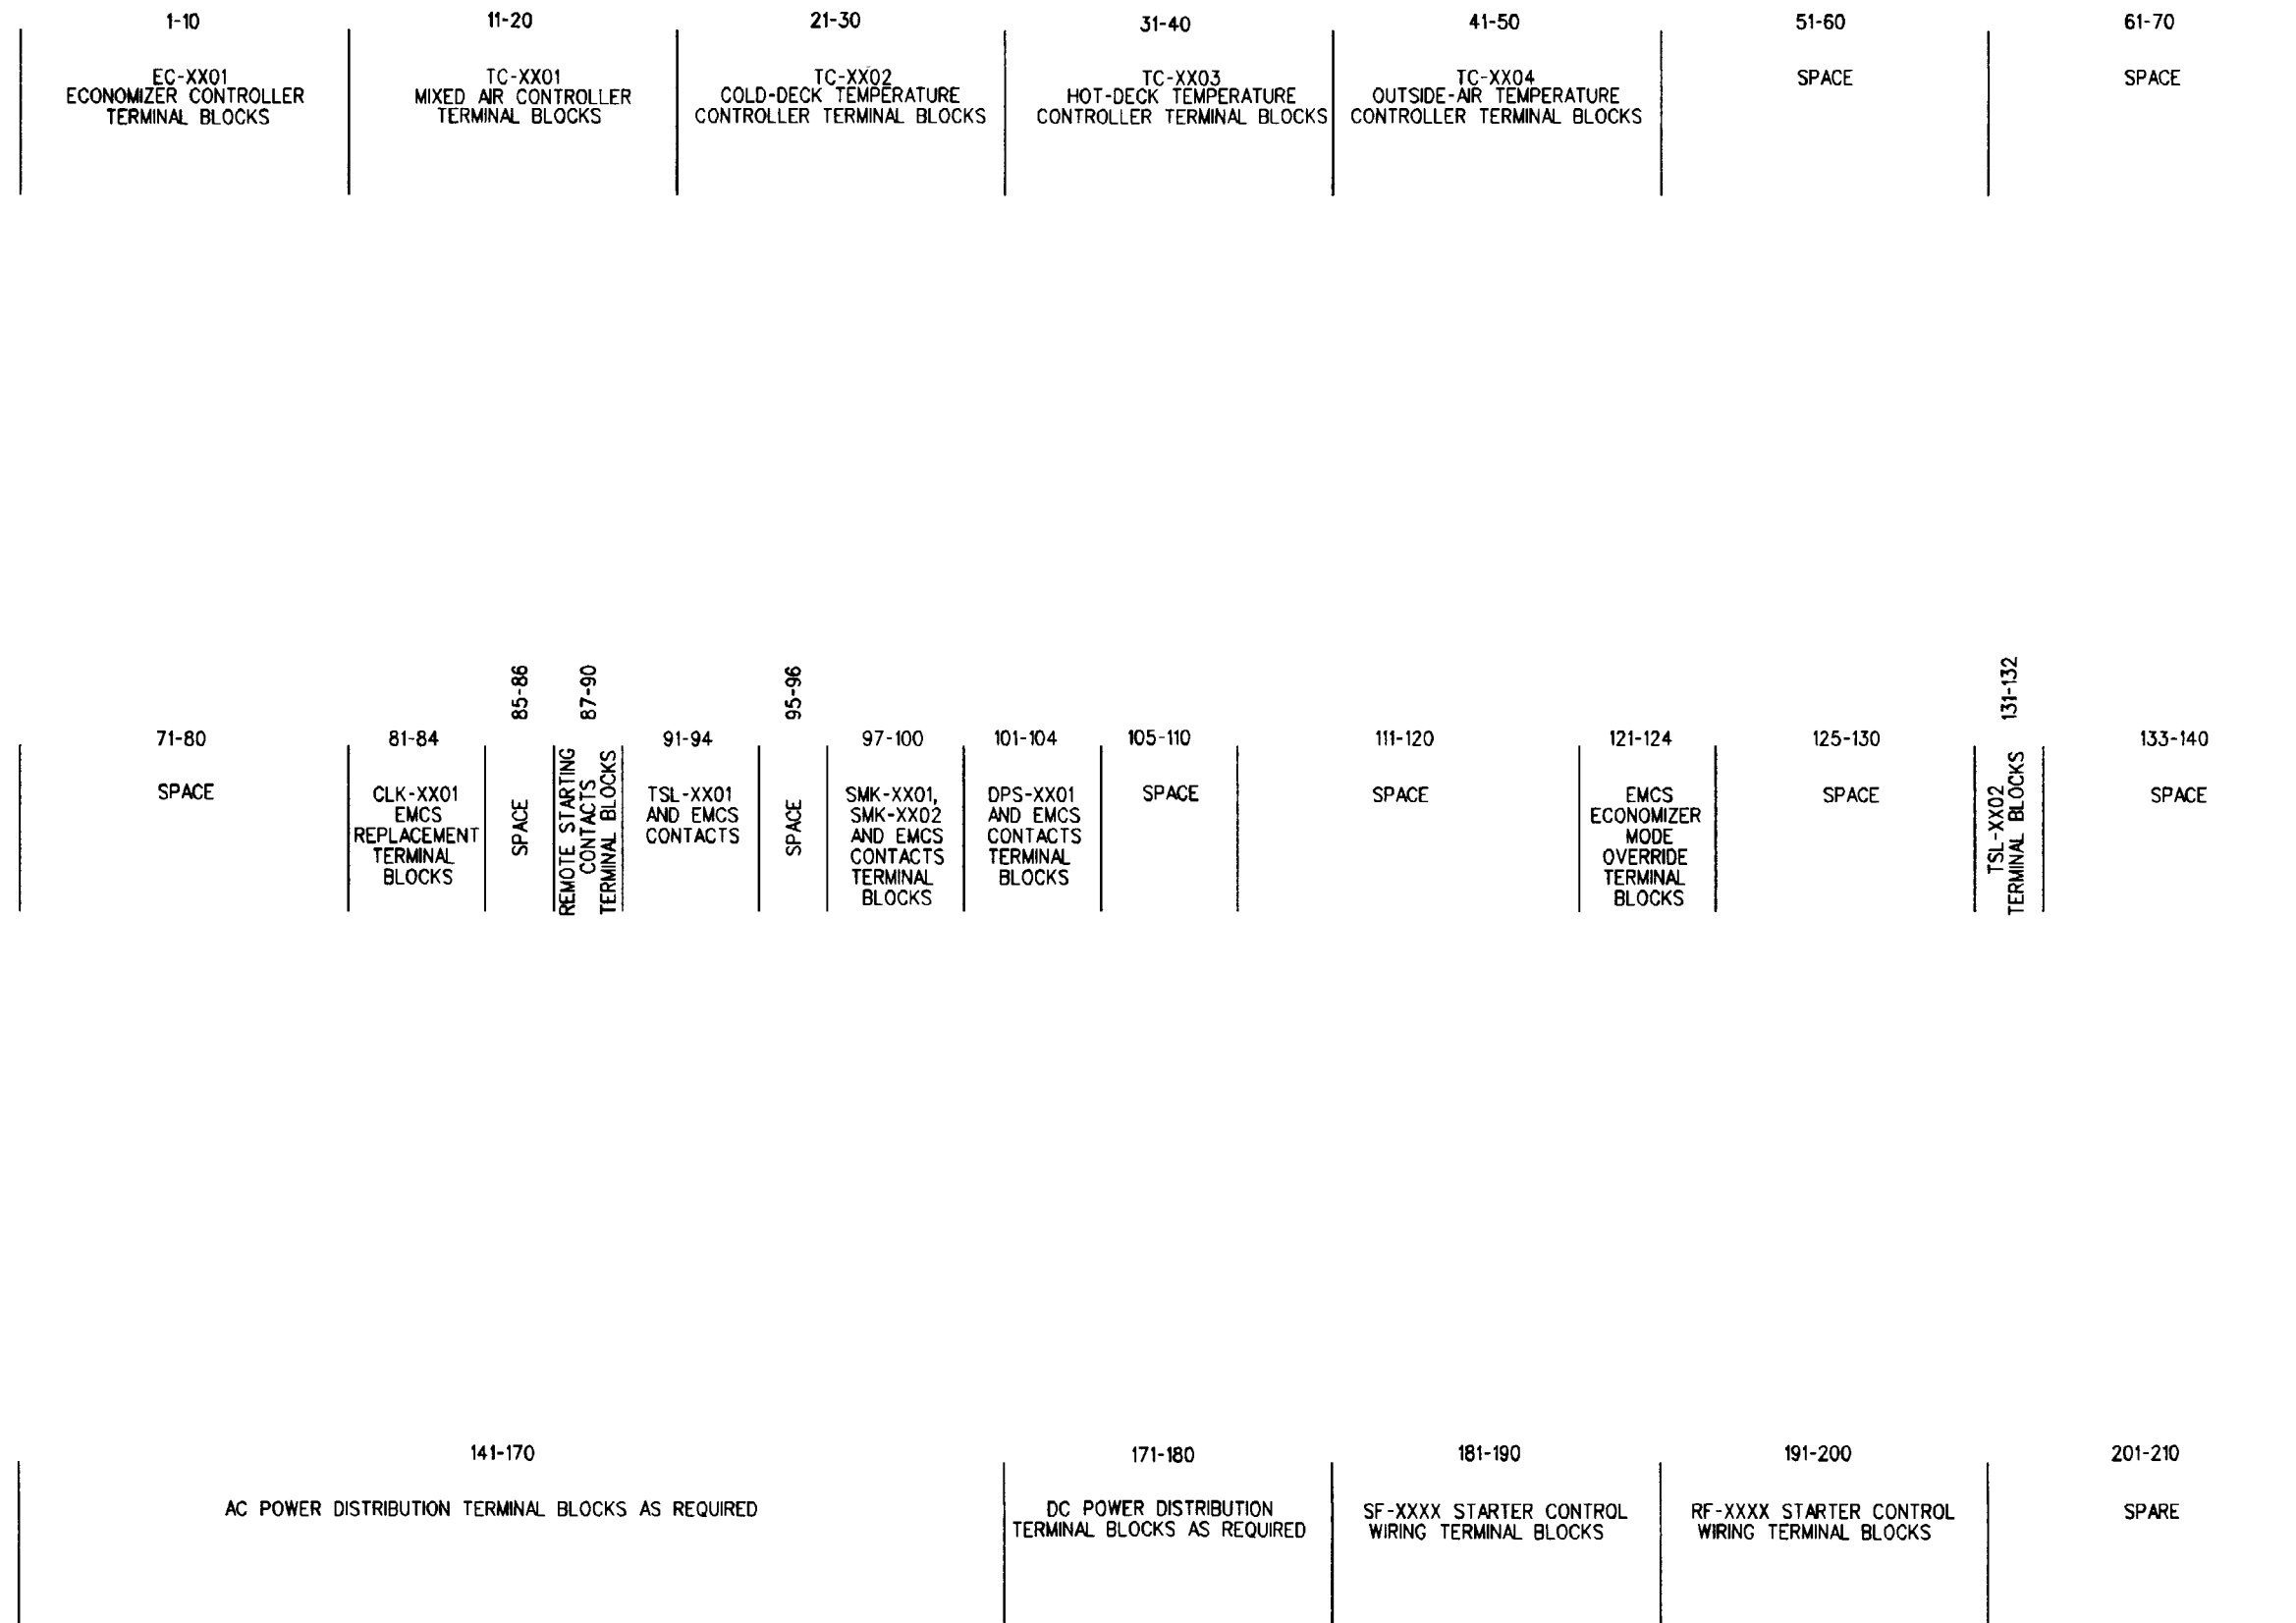 1-10
EC-XX01
ECONOMIZER CONTROLLER
TERMINAL BLOCKS
11-20
TC-XX01
MIXED AIR CONTROLLER
TERMINAL BLOCKS
21-30
TC-XX02
COLD-DECK TEMPERATURE
CONTROLLER TERMINAL BLOCKS
31-40
TC-XX03
HOT-DECK TEMPERATURE
CONTROLLER TERMINAL BLOCKS
41-50
TC-XX04
OUTSIDE-AIR TEMPERATURE
CONTROLLER TERMINAL BLOCKS
51-60
SPACE
61-70
SPACE
71-80
SPACE
81-84
CLK-XX01
EMCS
REPLACEMENT
TERMINAL
BLOCKS
85-86
SPACE
87-90
REMOTE STARTING
CONTACTS
TERMINAL BLOCKS
91-94
TSL-XX01
AND EMCS
CONTACTS
95-96
SPACE
97-100
SMK-XX01,
SMK-XX02
AND EMCS
CONTACTS
TERMINAL
BLOCKS
101-104
DPS-XX01
AND EMCS
CONTACTS
TERMINAL
BLOCKS
105-110
SPACE
111-120
SPACE
121-124
EMCS
ECONOMIZER
MODE
OVERRIDE
TERMINAL
BLOCKS
125-130
SPACE
131-132
TSL-XX02
TERMINAL BLOCKS
133-140
SPACE
141-170
AC POWER DISTRIBUTION TERMINAL BLOCKS AS REQUIRED
171-180
DC POWER DISTRIBUTION
TERMINAL BLOCKS AS REQUIRED
181-190
SF-XXXX STARTER CONTROL
WIRING TERMINAL BLOCKS
191-200
RF-XXXX STARTER CONTROL
WIRING TERMINAL BLOCKS
201-210
SPARE